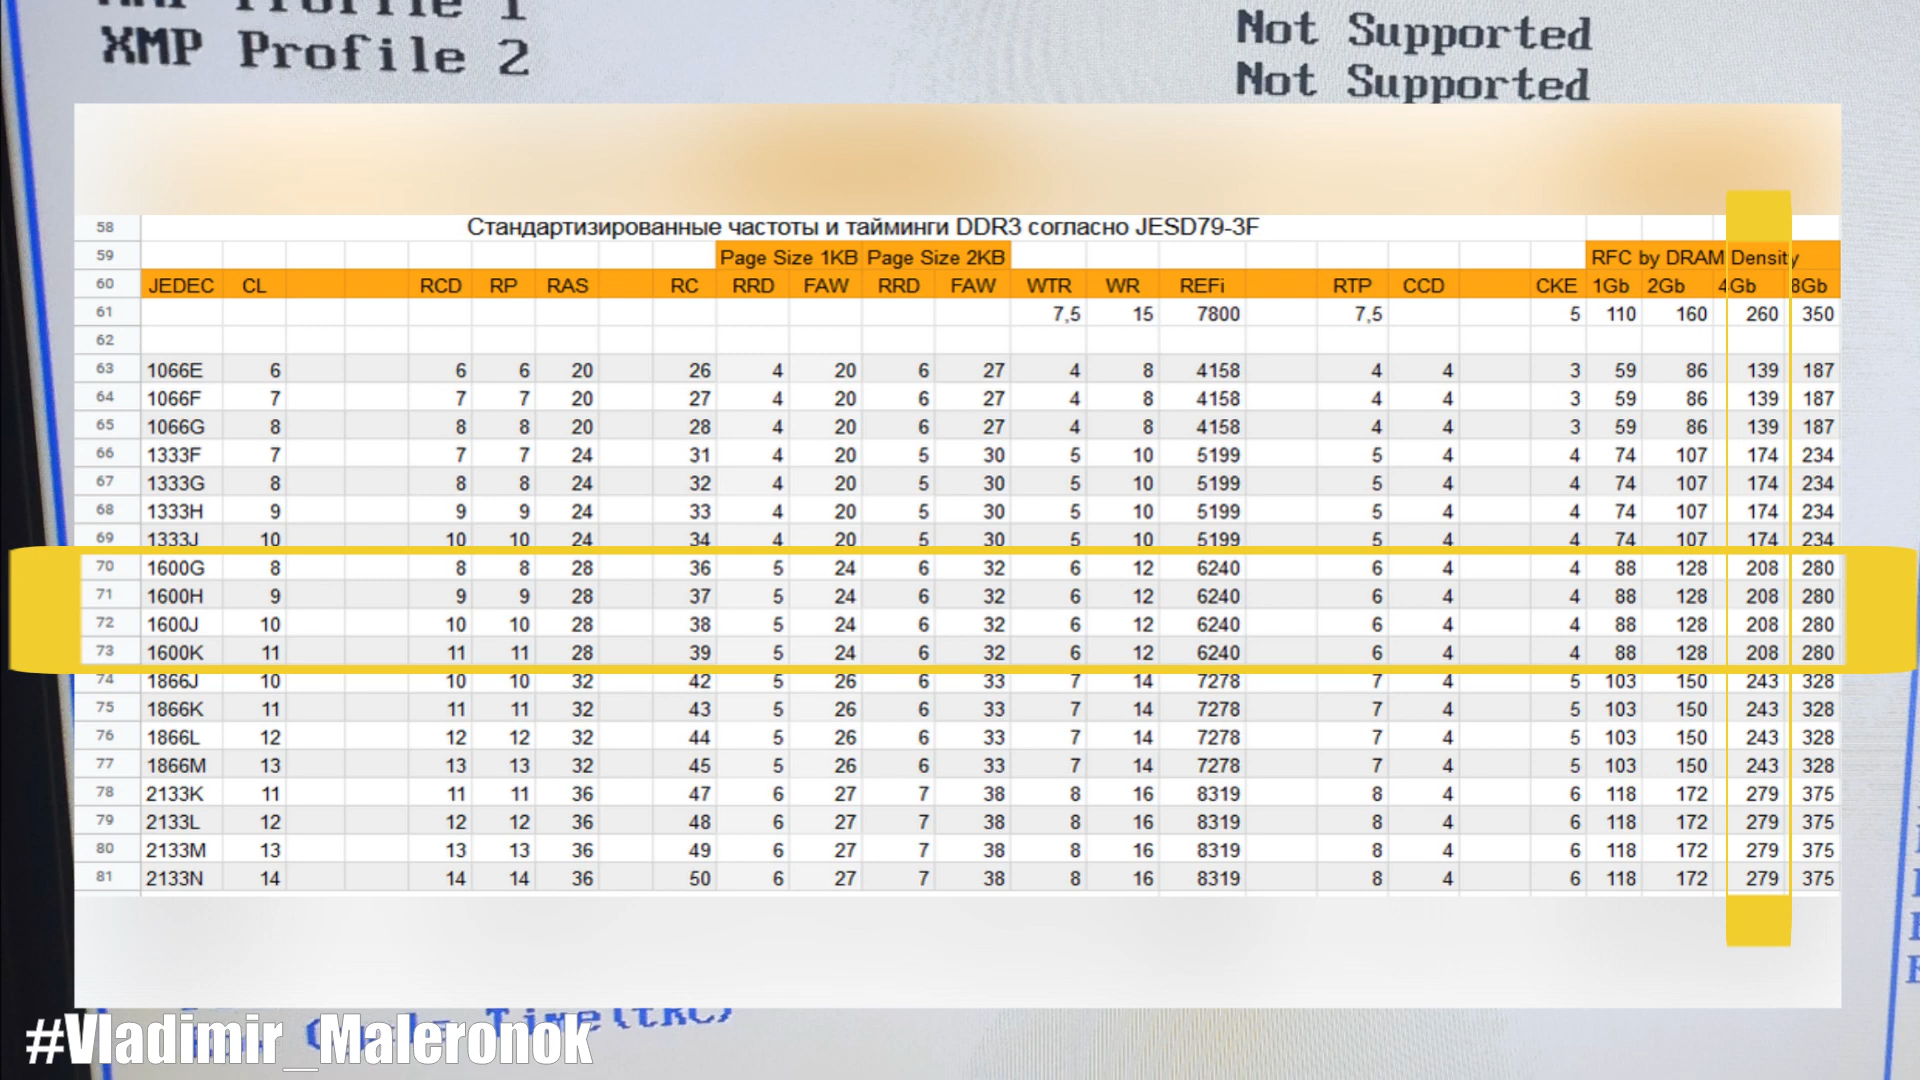 XMP Profile 1
XMP Profile 2
Not Supported
Not Supported
58 Стандартизированные частоты и тайминги DDR3 согласно JESD79-3F
59 Page Size 1KB Page Size 2KB RFC by DRAM Density
60 JEDEC CL RCD RP RAS RC RRD FAW RRD FAW WTR WR REFi RTP CCD CKE 1Gb 2Gb 4Gb 8Gb
61 7,5 15 7800 7,5 5 110 160 260 350
62
63 1066E 6 6 6 20 26 4 20 6 27 4 8 4158 4 4 3 59 86 139 187
64 1066F 7 7 7 20 27 4 20 6 27 4 8 4158 4 4 3 59 86 139 187
65 1066G 8 8 8 20 28 4 20 6 27 4 8 4158 4 4 3 59 86 139 187
66 1333F 7 7 7 24 31 4 20 5 30 5 10 5199 5 4 4 74 107 174 234
67 1333G 8 8 8 24 32 4 20 5 30 5 10 5199 5 4 4 74 107 174 234
68 1333H 9 9 9 24 33 4 20 5 30 5 10 5199 5 4 4 74 107 174 234
69 1333J 10 10 10 24 34 4 20 5 30 5 10 5199 5 4 4 74 107 174 234
70 1600G 8 8 8 28 36 5 24 6 32 6 12 6240 6 4 4 88 128 208 280
71 1600H 9 9 9 28 37 5 24 6 32 6 12 6240 6 4 4 88 128 208 280
72 1600J 10 10 10 28 38 5 24 6 32 6 12 6240 6 4 4 88 128 208 280
73 1600K 11 11 11 28 39 5 24 6 32 6 12 6240 6 4 4 88 128 208 280
74 1866J 10 10 10 32 42 5 26 6 33 7 14 7278 7 4 5 103 150 243 328
75 1866K 11 11 11 32 43 5 26 6 33 7 14 7278 7 4 5 103 150 243 328
76 1866L 12 12 12 32 44 5 26 6 33 7 14 7278 7 4 5 103 150 243 328
77 1866M 13 13 13 32 45 5 26 6 33 7 14 7278 7 4 5 103 150 243 328
78 2133K 11 11 11 36 47 6 27 7 38 8 16 8319 8 4 6 118 172 279 375
79 2133L 12 12 12 36 48 6 27 7 38 8 16 8319 8 4 6 118 172 279 375
80 2133M 13 13 13 36 49 6 27 7 38 8 16 8319 8 4 6 118 172 279 375
81 2133N 14 14 14 36 50 6 27 7 38 8 16 8319 8 4 6 118 172 279 375
Time(tRC)
#Vladimir_Maleronok